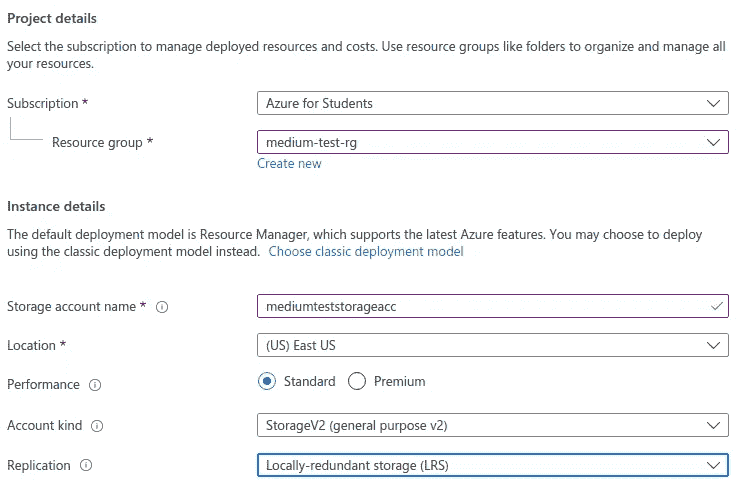 Project details
Select the subscription to manage deployed resources and costs. Use resource groups like folders to organize and manage all
your resources.
Subscription *
Azure for Students
Resource group *
medium-test-rg
Create new
Instance details
The default deployment model is Resource Manager, which supports the latest Azure features. You may choose to deploy
using the classic deployment model instead. Choose classic deployment model
Storage account name *
mediumteststorageacc
Location *
(US) East US
Performance
Standard Premium
Account kind
StorageV2 (general purpose v2)
Replication
Locally-redundant storage (LRS)